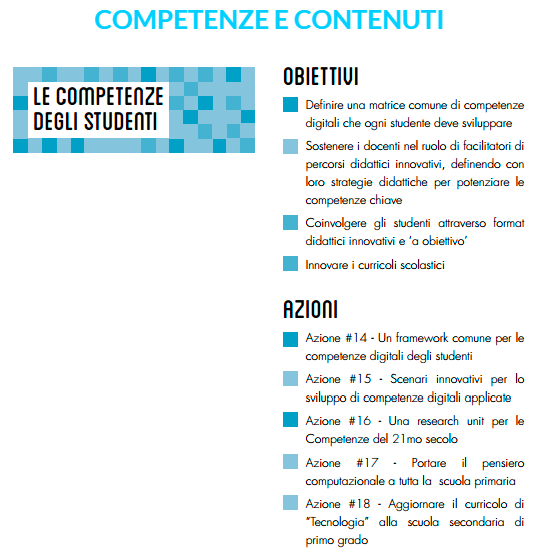 COMPETENZE E CONTENUTI
LE COMPETENZE
DEGLI STUDENTI
OBIETTIVI
Definire una matrice comune di competenze
digitali che ogni studente deve sviluppare
Sostenere i docenti nel ruolo di facilitatori di
percorsi didattici innovativi, definendo con
loro strategie didattiche per potenziare le
competenze chiave
Coinvolgere gli studenti attraverso format
didattici innovativi e ‘a obiettivo’
Innovare i curricoli scolastici
AZIONI
Azione #14 - Un framework comune per le
competenze digitali degli studenti
Azione #15 - Scenari innovativi per lo
sviluppo di competenze digitali applicate
Azione #16 - Una research unit per le
Competenze del 21mo secolo
Azione #17 - Portare il pensiero
computazionale a tutta la scuola primaria
Azione #18 - Aggiornare il curricolo di
“Tecnologia” alla scuola secondaria di
primo grado